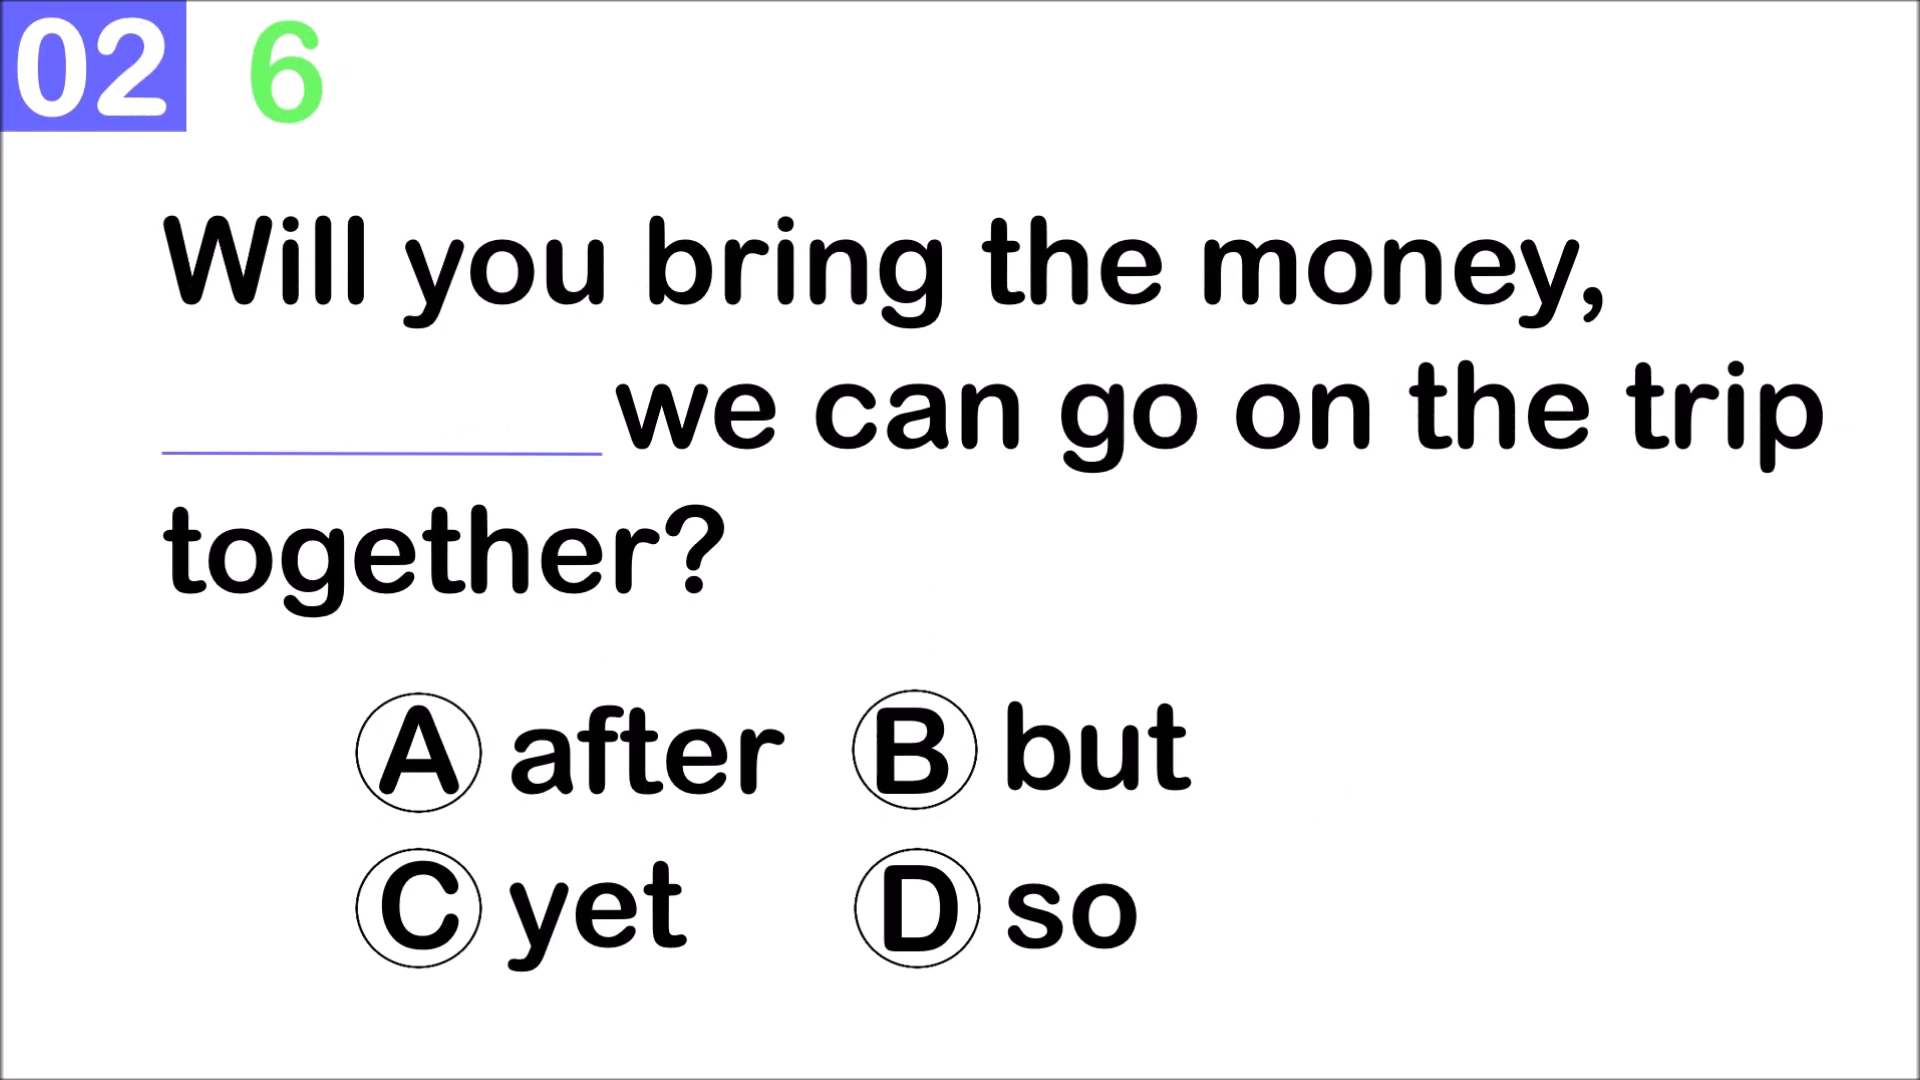 02 6
Will you bring the money,
we can go on the trip
together?
A after B but
C yet D so